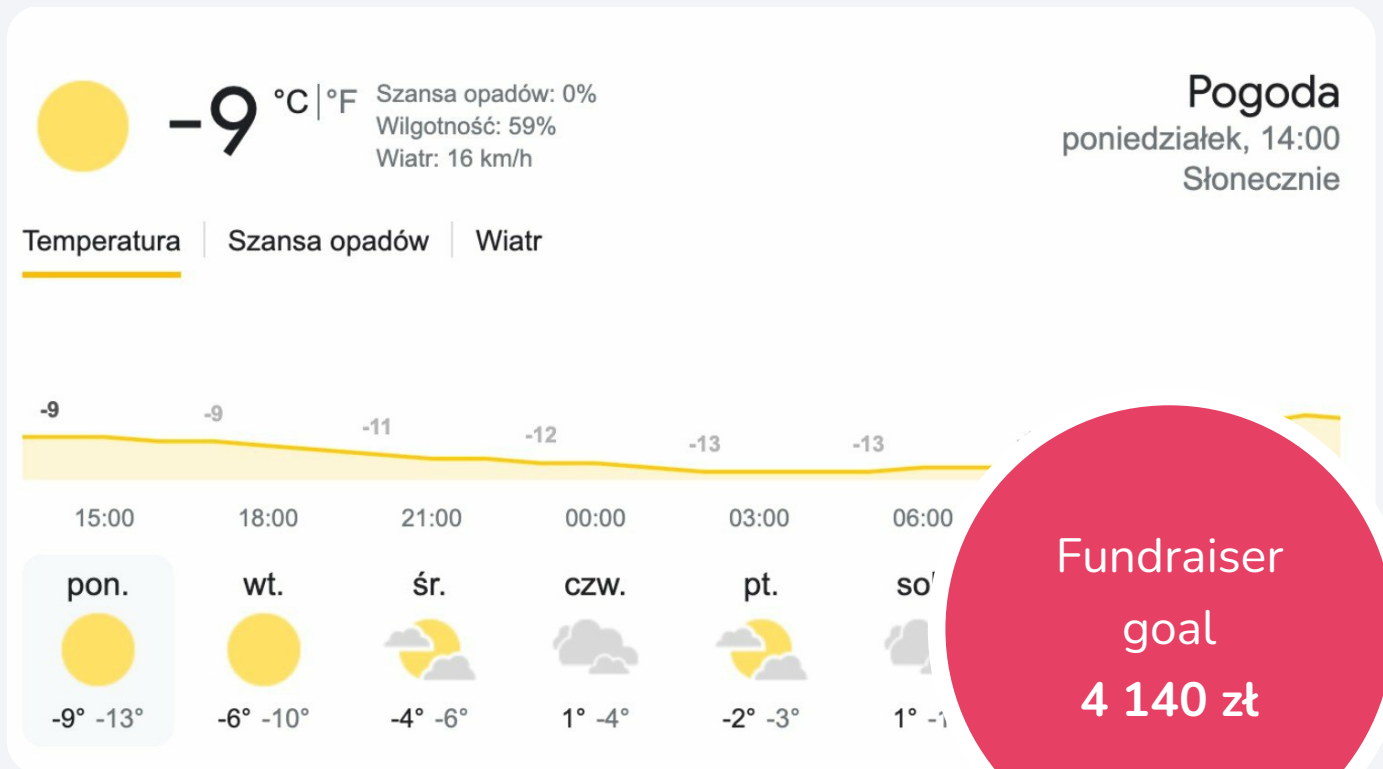 -9 °C | °F
Szansa opadów: 0%
Wilgotność: 59%
Wiatr: 16 km/h
Pogoda
poniedziałek, 14:00
Słonecznie
Temperatura | Szansa opadów | Wiatr
-9 -9 -11 -12 -13 -13
15:00 18:00 21:00 00:00 03:00 06:00
pon. wt. śr. czw. pt.
-9° -13° -6° -10° -4° -6° 1° -4° -2° -3° 1°
Fundraiser
goal
4 140 zł